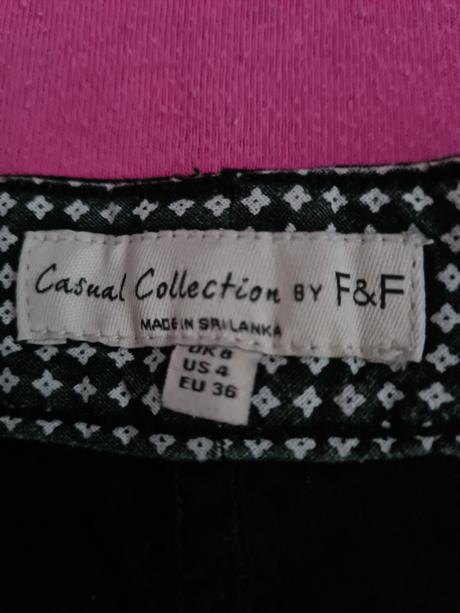 Casual Collection BY F&F
MADE IN SRI LANKA
UK 8
US 4
EU 36